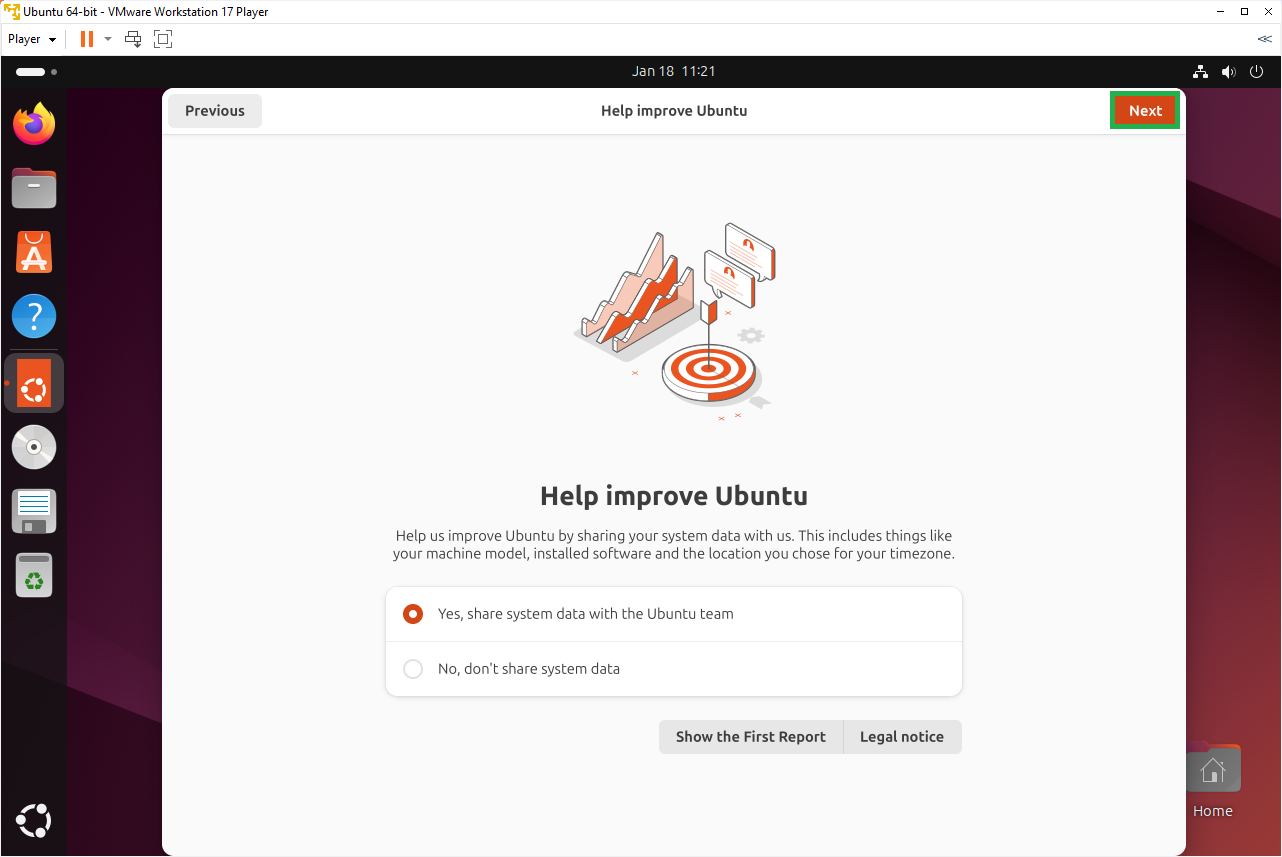 Ubuntu 64-bit - VMware Workstation 17 Player
Player
Jan 18 11:21
Previous
Help improve Ubuntu
Next
Help improve Ubuntu
Help us improve Ubuntu by sharing your system data with us. This includes things like
your machine model, installed software and the location you chose for your timezone.
Yes, share system data with the Ubuntu team
No, don't share system data
Show the First Report
Legal notice
Home